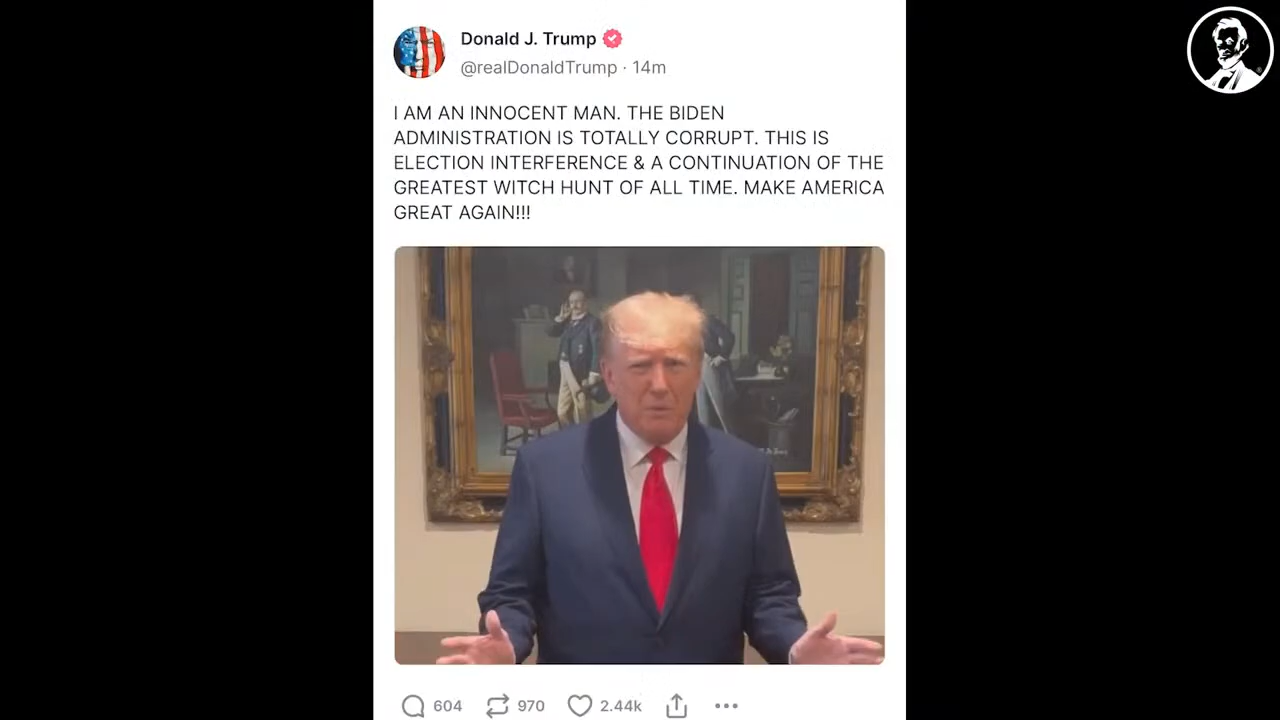 Donald J. Trump
@realDonaldTrump · 14m
I AM AN INNOCENT MAN. THE BIDEN
ADMINISTRATION IS TOTALLY CORRUPT. THIS IS
ELECTION INTERFERENCE & A CONTINUATION OF THE
GREATEST WITCH HUNT OF ALL TIME. MAKE AMERICA
GREAT AGAIN!!!
604 970 2.44k